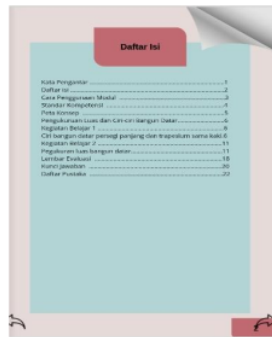 Daftar Isi
Kata Pengantar ........ 1
Daftar isi ........ 2
Cara Penggunaan Modul ........ 3
Standar Kompetensi ........ 4
Peta Konsep ........ 5
Pengukuruan Luas dan Ciri-ciri Bangun Datar ........ 6
Kegiatan Belajar 1 ........ 6
Ciri bangun datar persegi panjang dan trapesium sama kaki 6
Kegiatan Belajar 2 ........ 11
Pegukuran luas bangun datar ........ 11
Lembar Evaluasi ........ 18
Kunci Jawaban ........ 20
Daftar Pustaka ........ 22